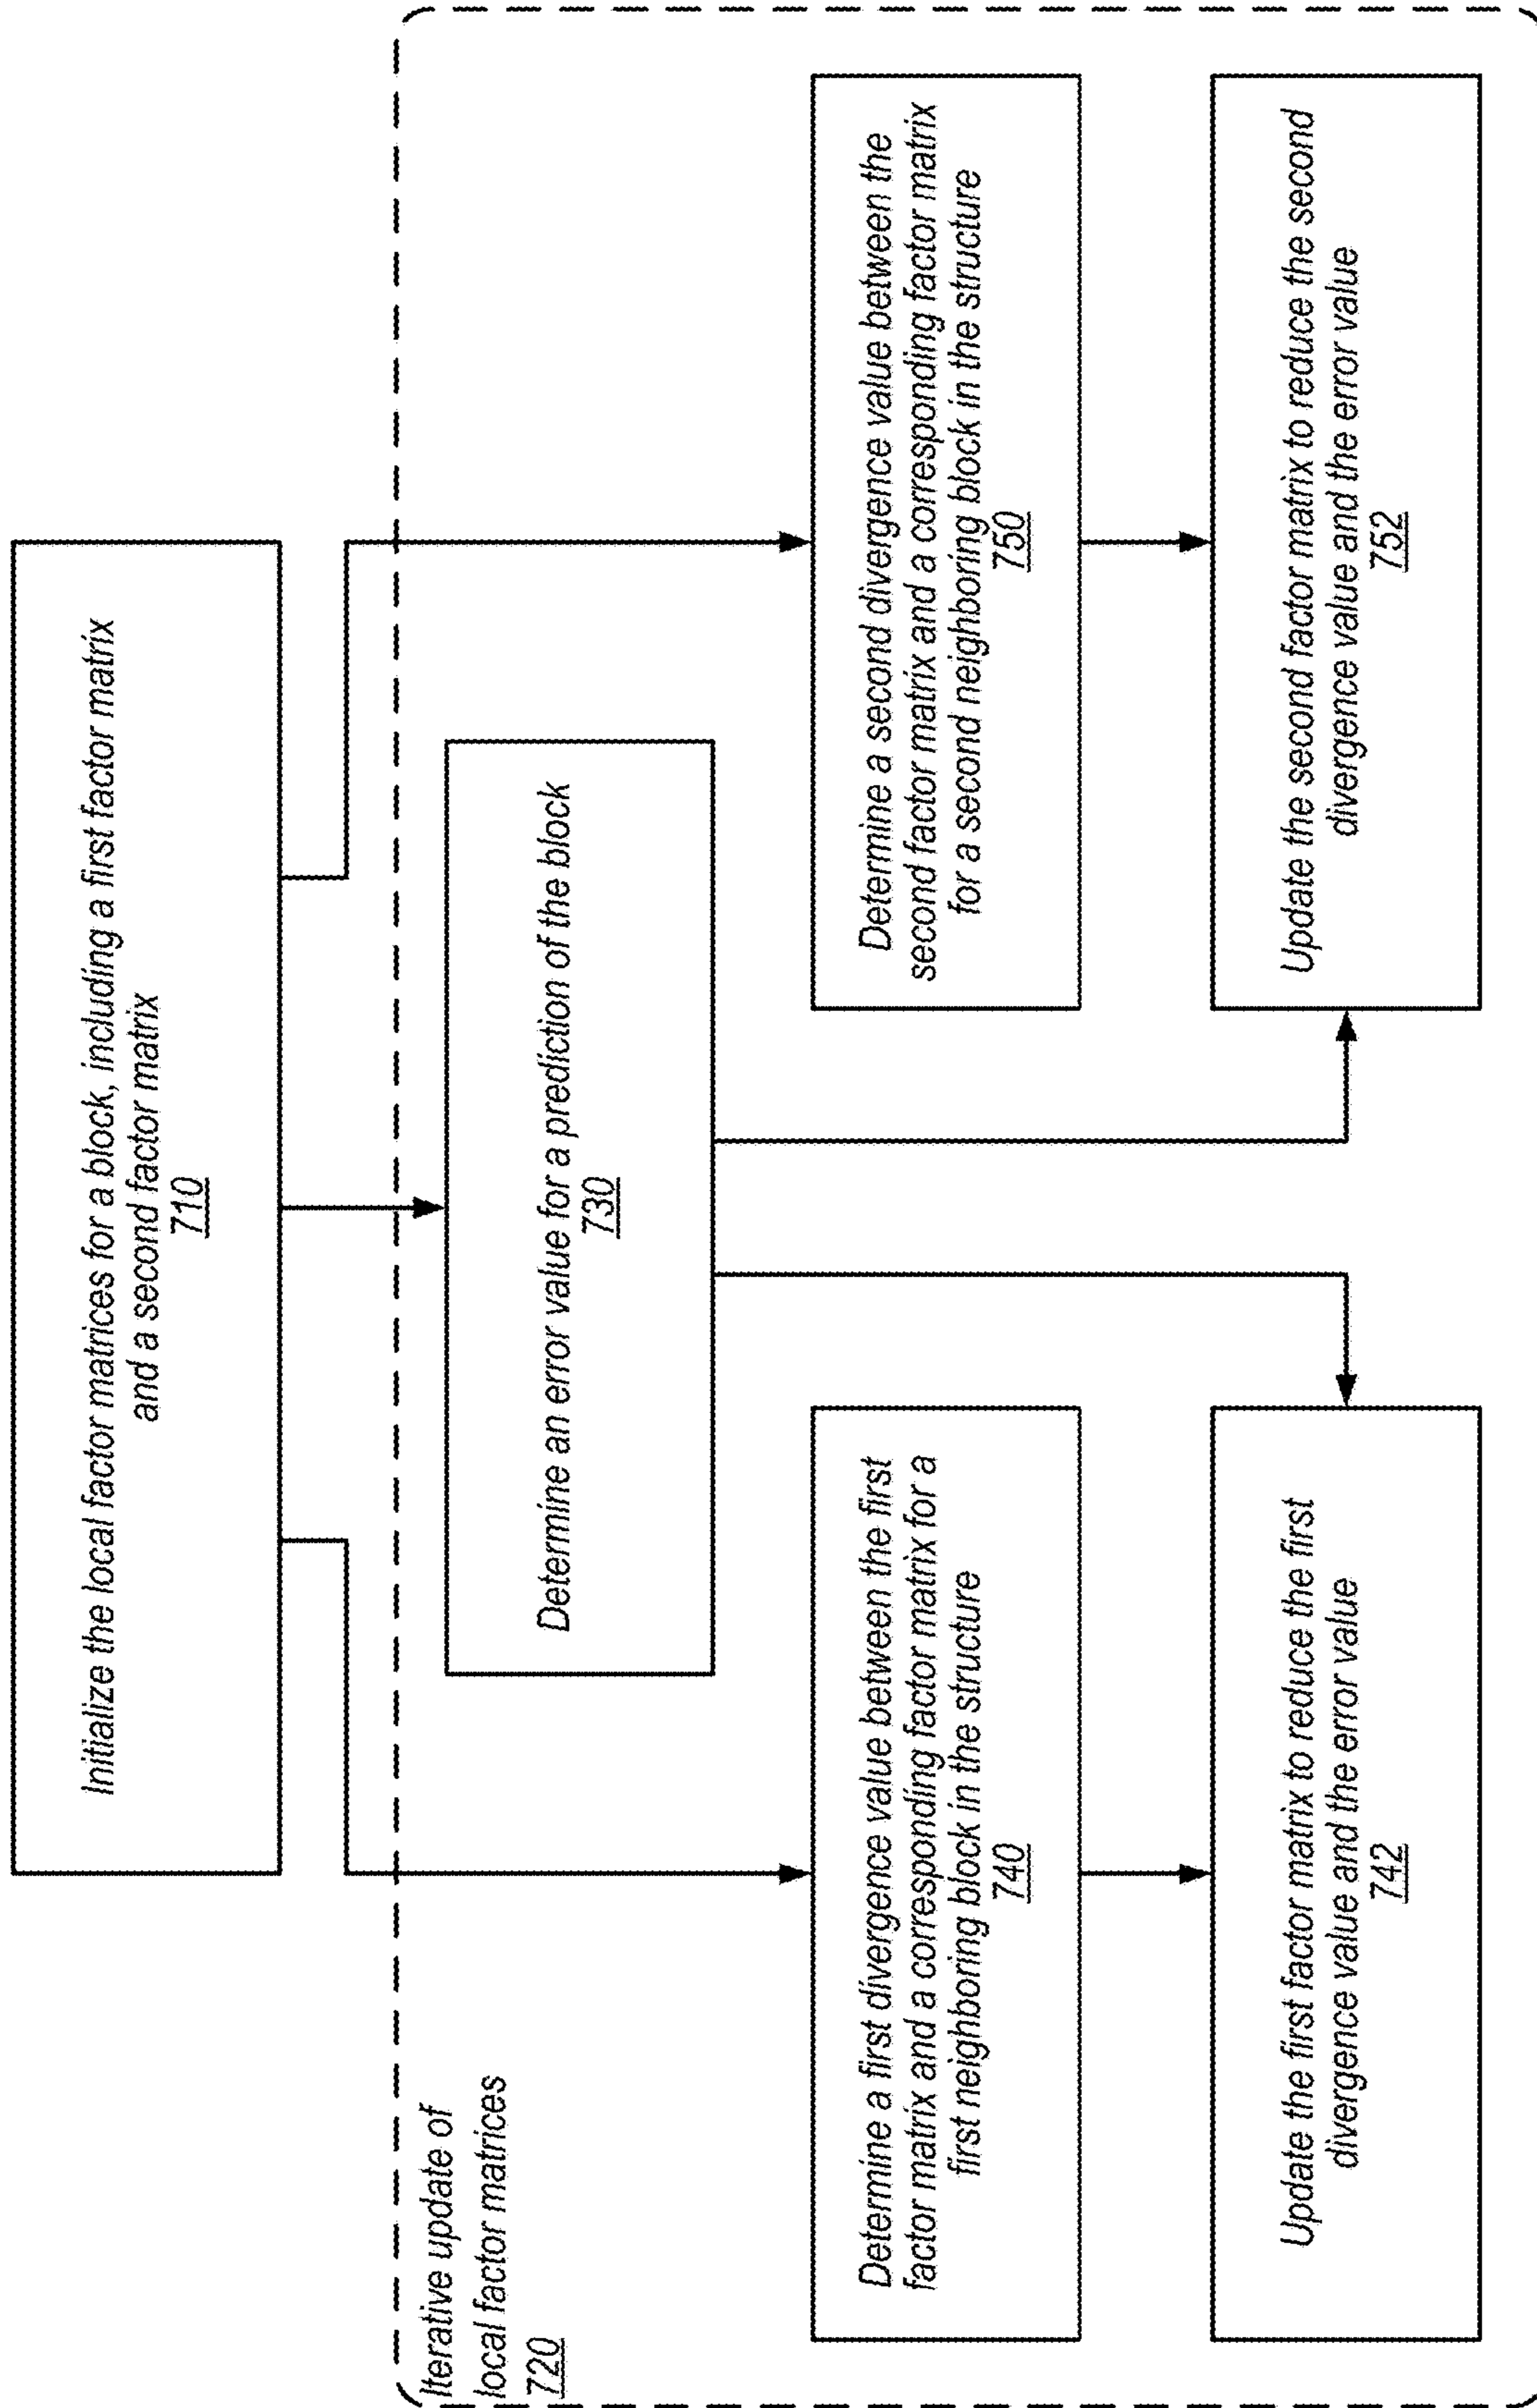 Initialize the local factor matrices for a block, including a first factor matrix
and a second factor matrix
710
Iterative update of
local factor matrices
720
Determine an error value for a prediction of the block
730
Determine a first divergence value between the first
factor matrix and a corresponding factor matrix for a
first neighboring block in the structure
740
Determine a second divergence value between the
second factor matrix and a corresponding factor matrix
for a second neighboring block in the structure
750
Update the first factor matrix to reduce the first
divergence value and the error value
742
Update the second factor matrix to reduce the second
divergence value and the error value
752